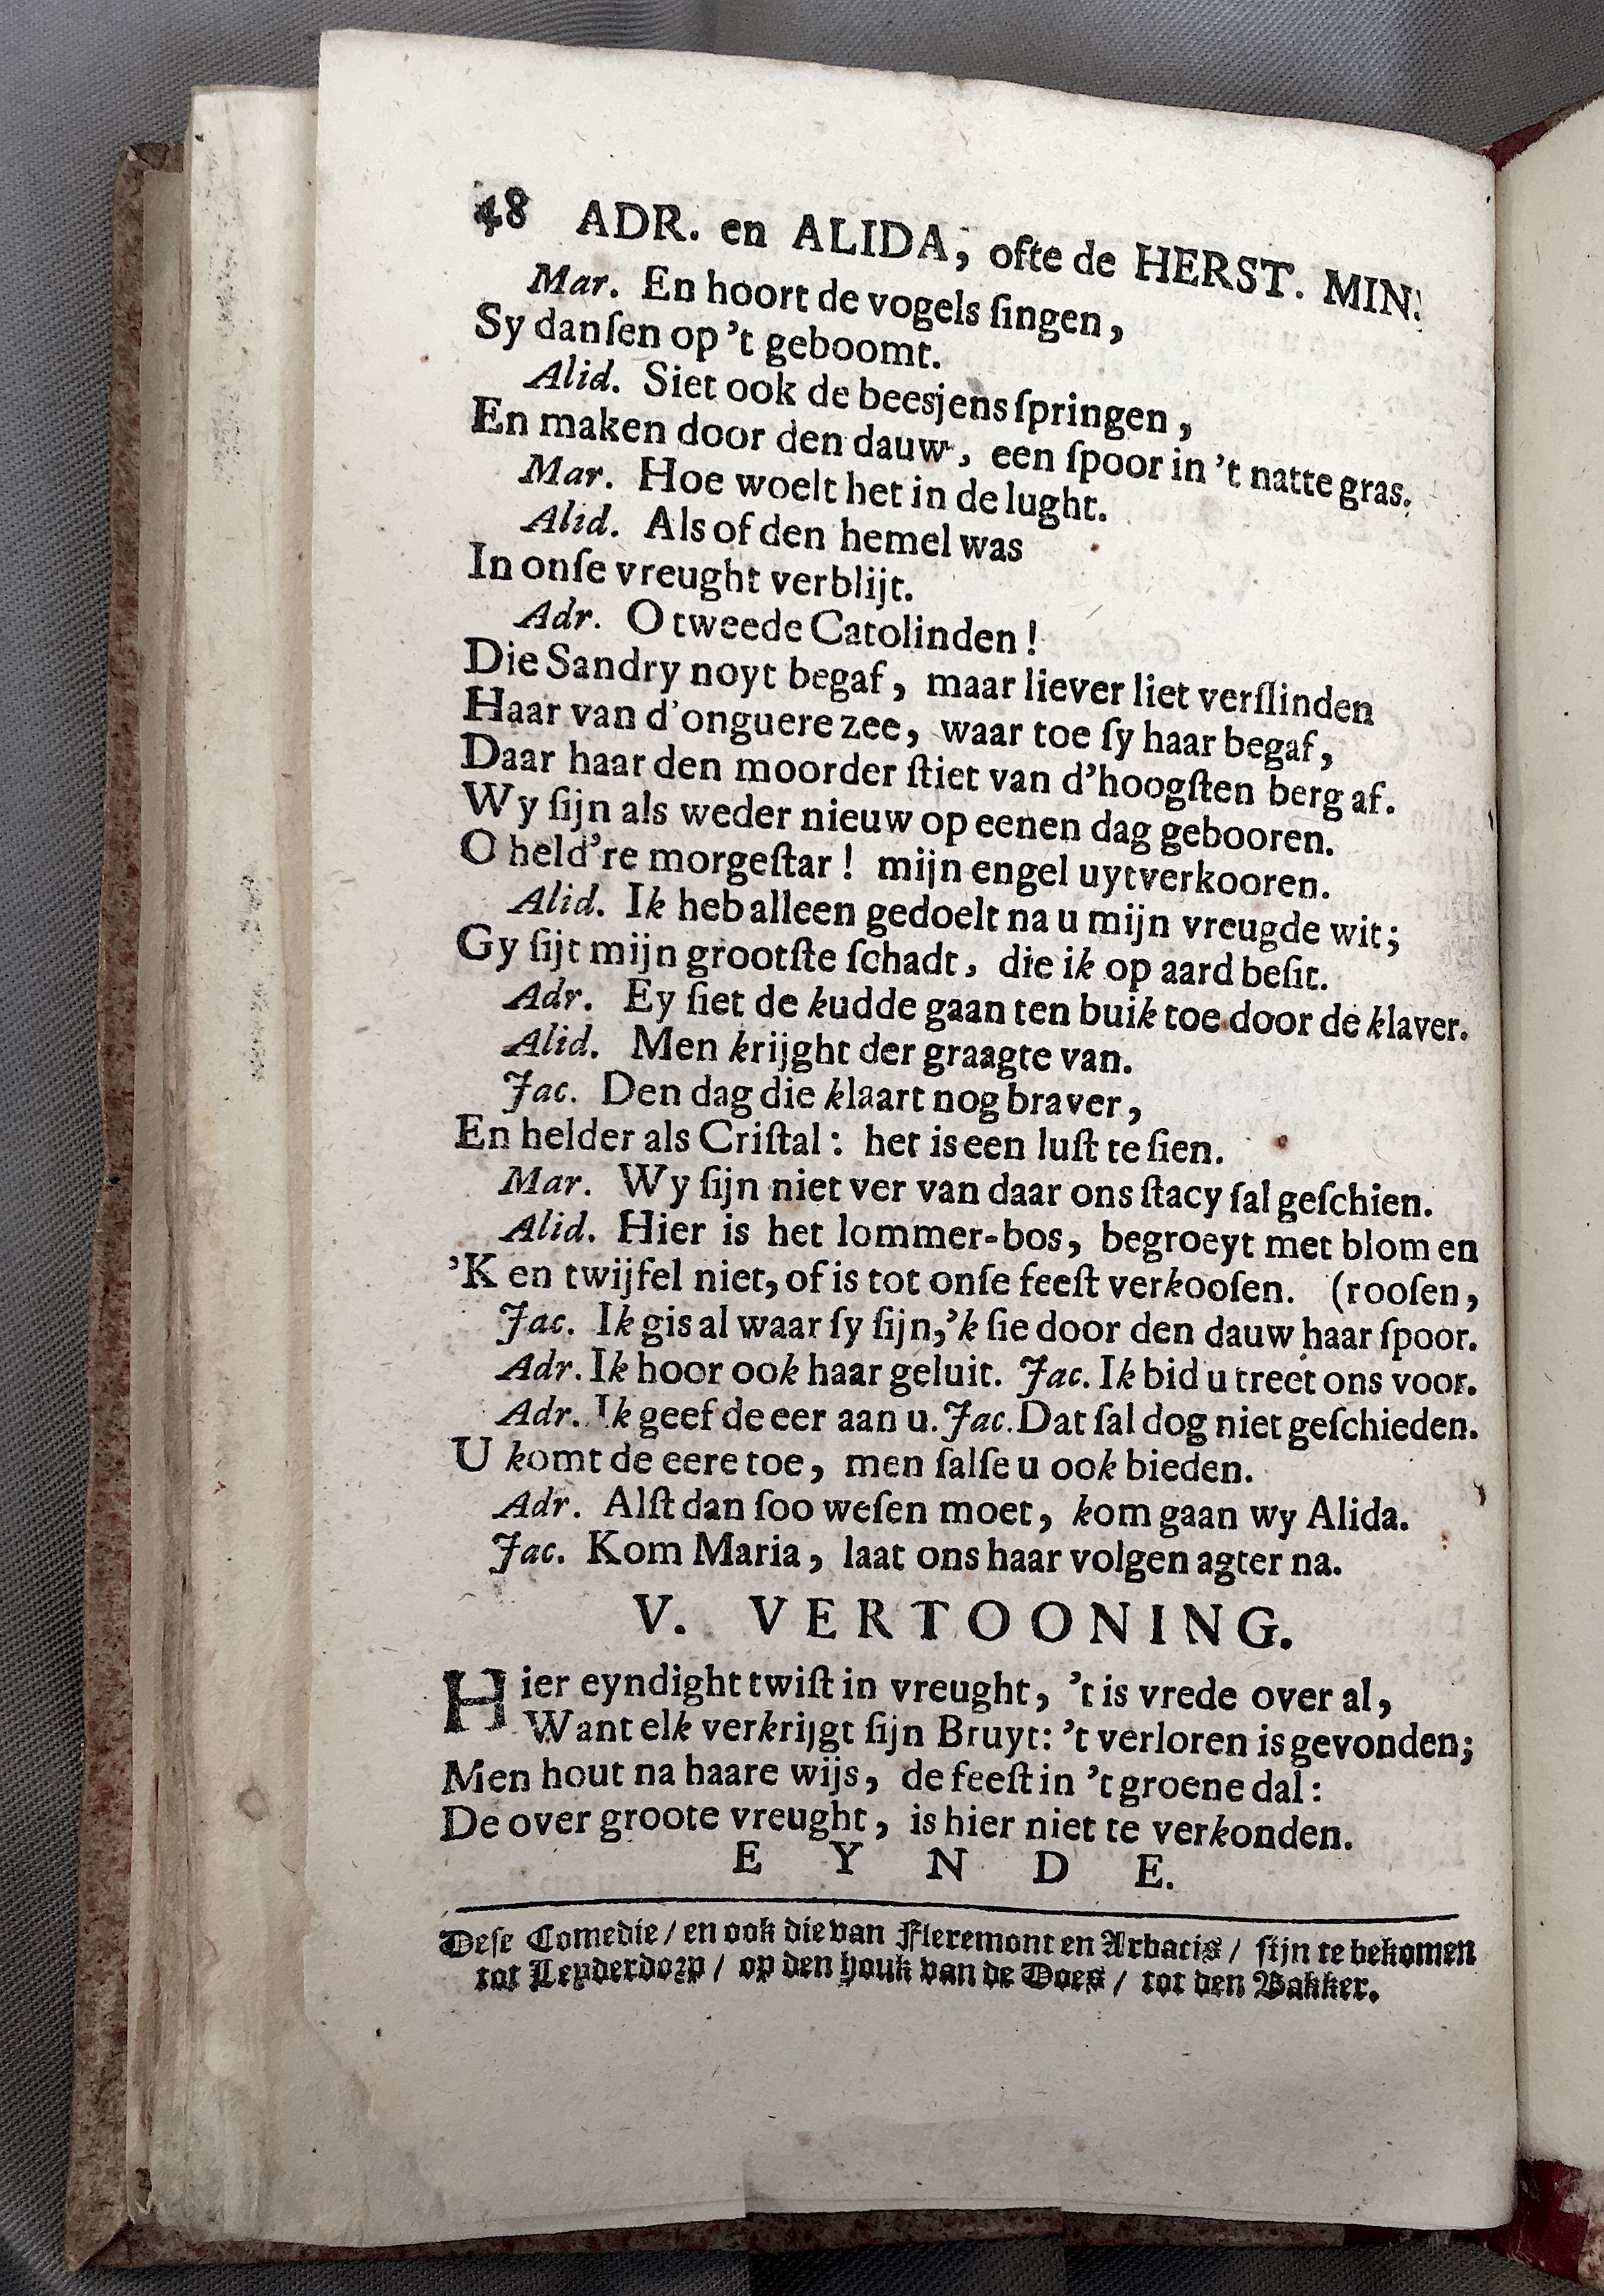 48 ADR. en ALIDA, ofte de HERST. MIN.
Mar. En hoort de vogels ſingen,
Sy danſen op 't geboomt.
Alid. Siet ook de beesjens ſpringen,
En maken door den dauw, een ſpoor in 't natte gras.
Mar. Hoe woelt het in de lught.
Alid. Als of den hemel was
In onſe vreught verblijt.
Adr. O tweede Catolinden!
Die Sandry noyt begaf, maar liever liet verſlinden
Haar van d'onguere zee, waar toe ſy haar begaf,
Daar haar den moorder ſtiet van d'hoogſten berg af.
Wy ſijn als weder nieuw op eenen dag gebooren.
O held're morgeſtar! mijn engel uytverkooren.
Alid. Ik heb alleen gedoelt na u mijn vreugde wit;
Gy ſijt mijn grootſte ſchadt, die ik op aard beſit.
Adr. Ey ſiet de kudde gaan ten buik toe door de klaver.
Alid. Men krijght der graagte van.
Jac. Den dag die klaart nog braver,
En helder als Criſtal: het is een luſt te ſien.
Mar. Wy ſijn niet ver van daar ons ſtacy ſal geſchien.
Alid. Hier is het lommer-bos, begroeyt met blom en
'K en twijfel niet, of is tot onſe feeſt verkooſen. (rooſen,
Jac. Ik gis al waar ſy ſijn,'k ſie door den dauw haar ſpoor.
Adr. Ik hoor ook haar geluit. Jac. Ik bid u treet ons voor.
Adr. Ik geef de eer aan u. Jac. Dat ſal dog niet geſchieden.
U komt de eere toe, men ſalſe u ook bieden.
Adr. Alſt dan ſoo weſen moet, kom gaan wy Alida.
Jac. Kom Maria, laat ons haar volgen agter na.
V. VERTOONING.
Hier eyndight twiſt in vreught, 't is vrede over al,
Want elk verkrijgt ſijn Bruyt: 't verloren is gevonden;
Men hout na haare wijs, de feeſt in 't groene dal:
De over groote vreught, is hier niet te verkonden.
E Y N D E.
Deſe Comedie / en ook die van Fleremont en Arbatis / ſijn te bekomen
tot Leyderdorp / op den houk van de Does / tot den Bakker.